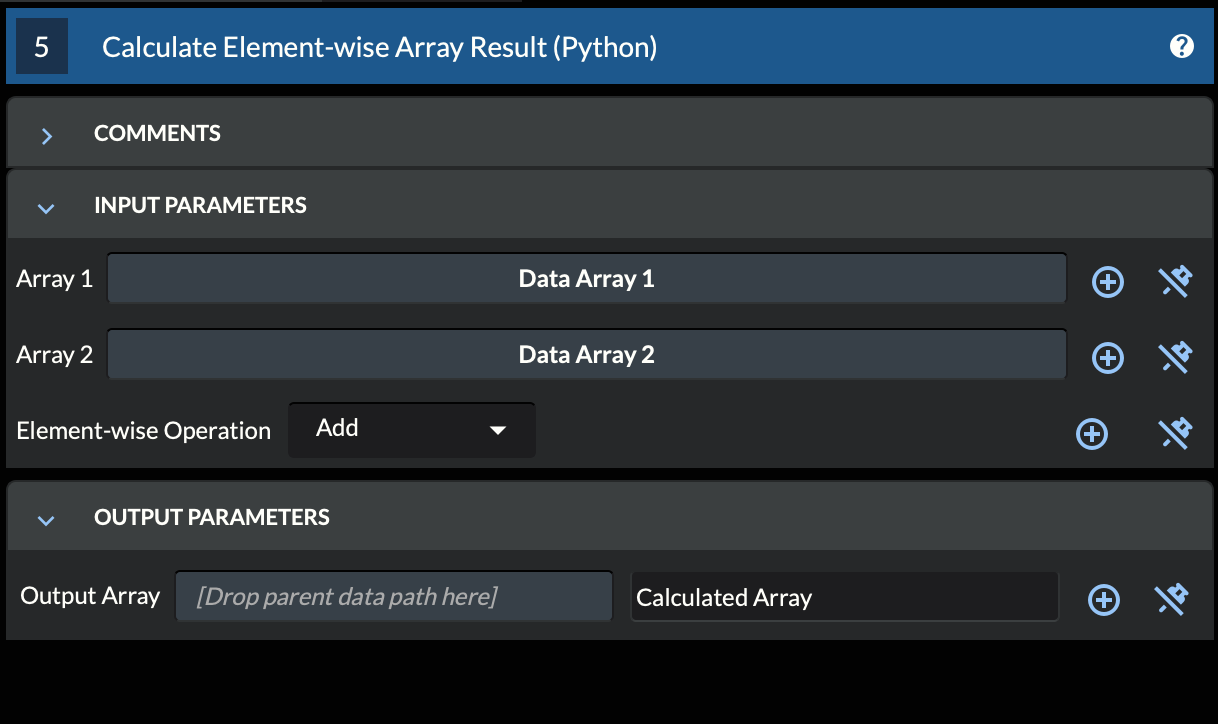 5 Calculate Element-wise Array Result (Python) ?
COMMENTS
INPUT PARAMETERS
Array 1 Data Array 1
Array 2 Data Array 2
Element-wise Operation Add
OUTPUT PARAMETERS
Output Array [Drop parent data path here] Calculated Array